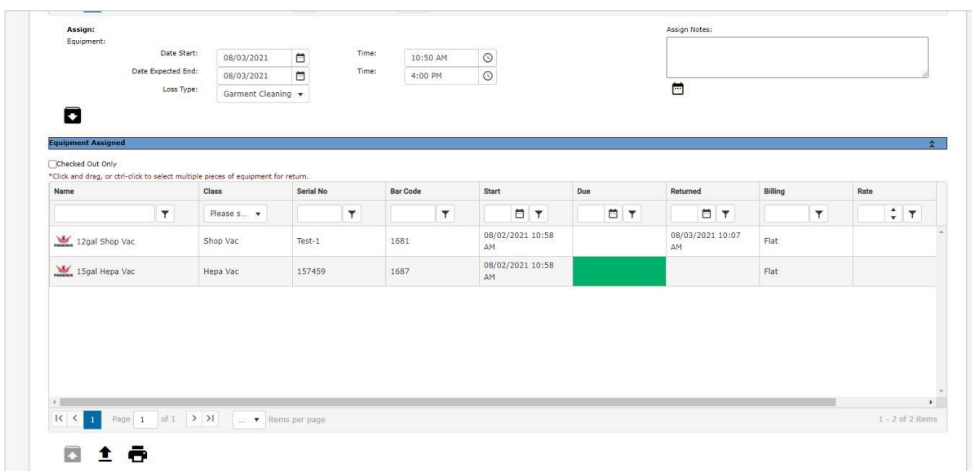 Assign:
Assign Notes:
Equipment:
Date Start: 08/03/2021 Time: 10:50 AM
Date Expected End: 08/03/2021 Time: 4:00 PM
Loss Type: Garment Cleaning
Equipment Assigned
Checked Out Only
*Click and drag, or ctrl-click to select multiple pieces of equipment for return.
Name Class Serial No Bar Code Start Due Returned Billing Rate
Please s...
12gal Shop Vac Shop Vac Test-1 1681 08/02/2021 10:58 AM 08/03/2021 10:07 AM Flat
15gal Hepa Vac Hepa Vac 157459 1687 08/02/2021 10:58 AM Flat
1 Page 1 of 1 ... items per page 1 - 2 of 2 items